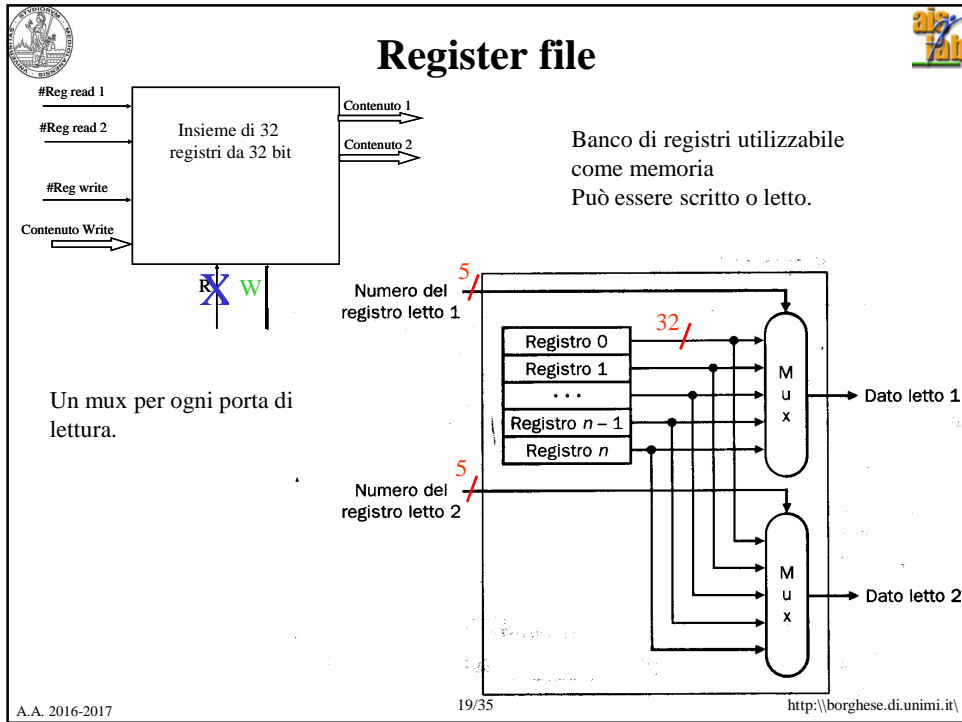 Register file
#Reg read 1
#Reg read 2
#Reg write
Contenuto Write
Insieme di 32
registri da 32 bit
Contenuto 1
Contenuto 2
R
X
W
Banco di registri utilizzabile
come memoria
Può essere scritto o letto.
Un mux per ogni porta di
lettura.
5
Numero del
registro letto 1
32
Registro 0
Registro 1
...
Registro n – 1
Registro n
M
u
x
Dato letto 1
5
Numero del
registro letto 2
M
u
x
Dato letto 2
A.A. 2016-2017
19/35
http:\\borghese.di.unimi.it\